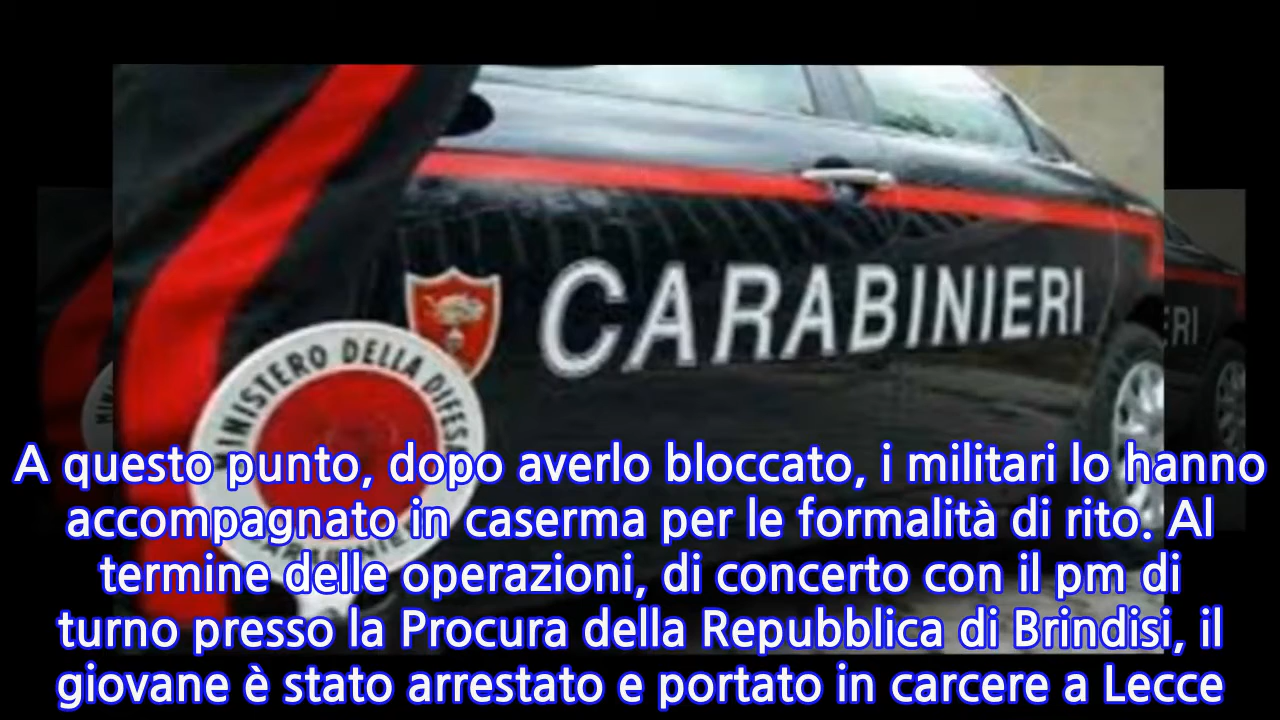 CARABINIERI
MINISTERO DELLA DIFESA
ERI
MIN
A questo punto, dopo averlo bloccato, i militari lo hanno
accompagnato in caserma per le formalità di rito. Al
termine delle operazioni, di concerto con il pm di
turno presso la Procura della Repubblica di Brindisi, il
giovane è stato arrestato e portato in carcere a Lecce